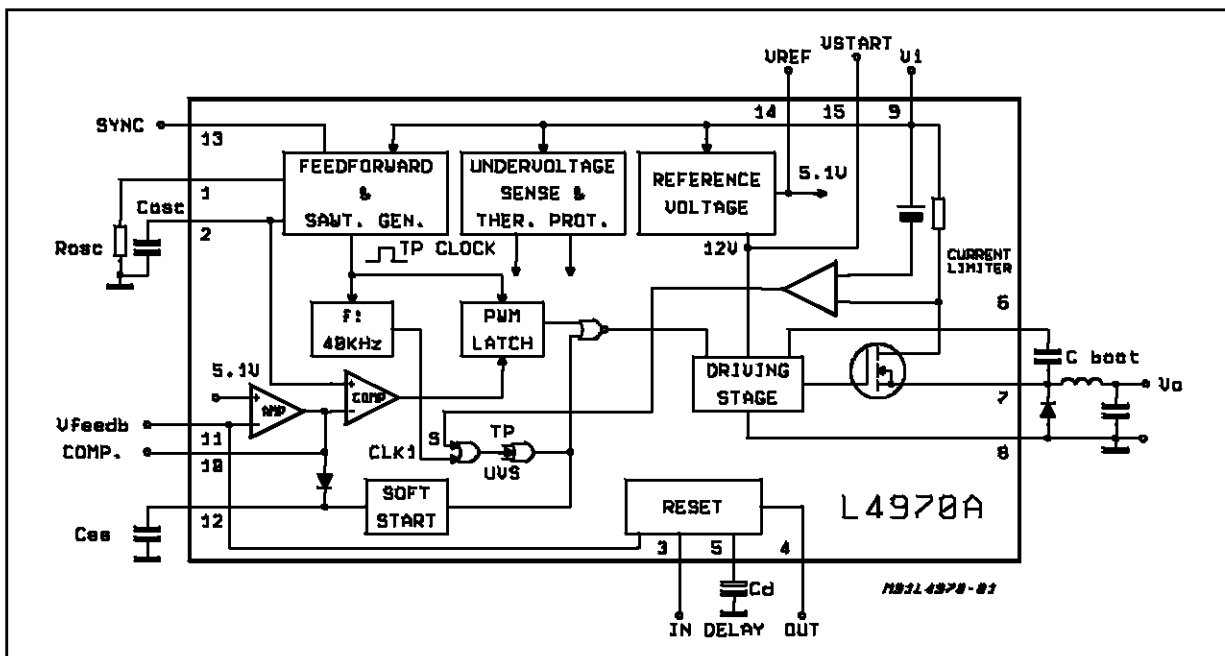 VSTART
VREF
Vi
14 15 9
SYNC
13
FEEDFORWARD
&
SAWT. GEN.
UNDERVOLTAGE
SENSE &
THER. PROT.
REFERENCE
VOLTAGE
5.1V
1
Cosc
2
Rosc
TP CLOCK
12V
CURRENT
LIMITER
6
f:
40KHz
PWM
LATCH
5.1V
+
AMP
-
+
COMP
-
DRIVING
STAGE
C boot
7
Vo
Vfeedb
11
COMP.
10
S
TP
CLK1
UVS
8
12
Css
SOFT
START
RESET
L4970A
3 5 4
Cd
M91L4970-01
IN DELAY OUT